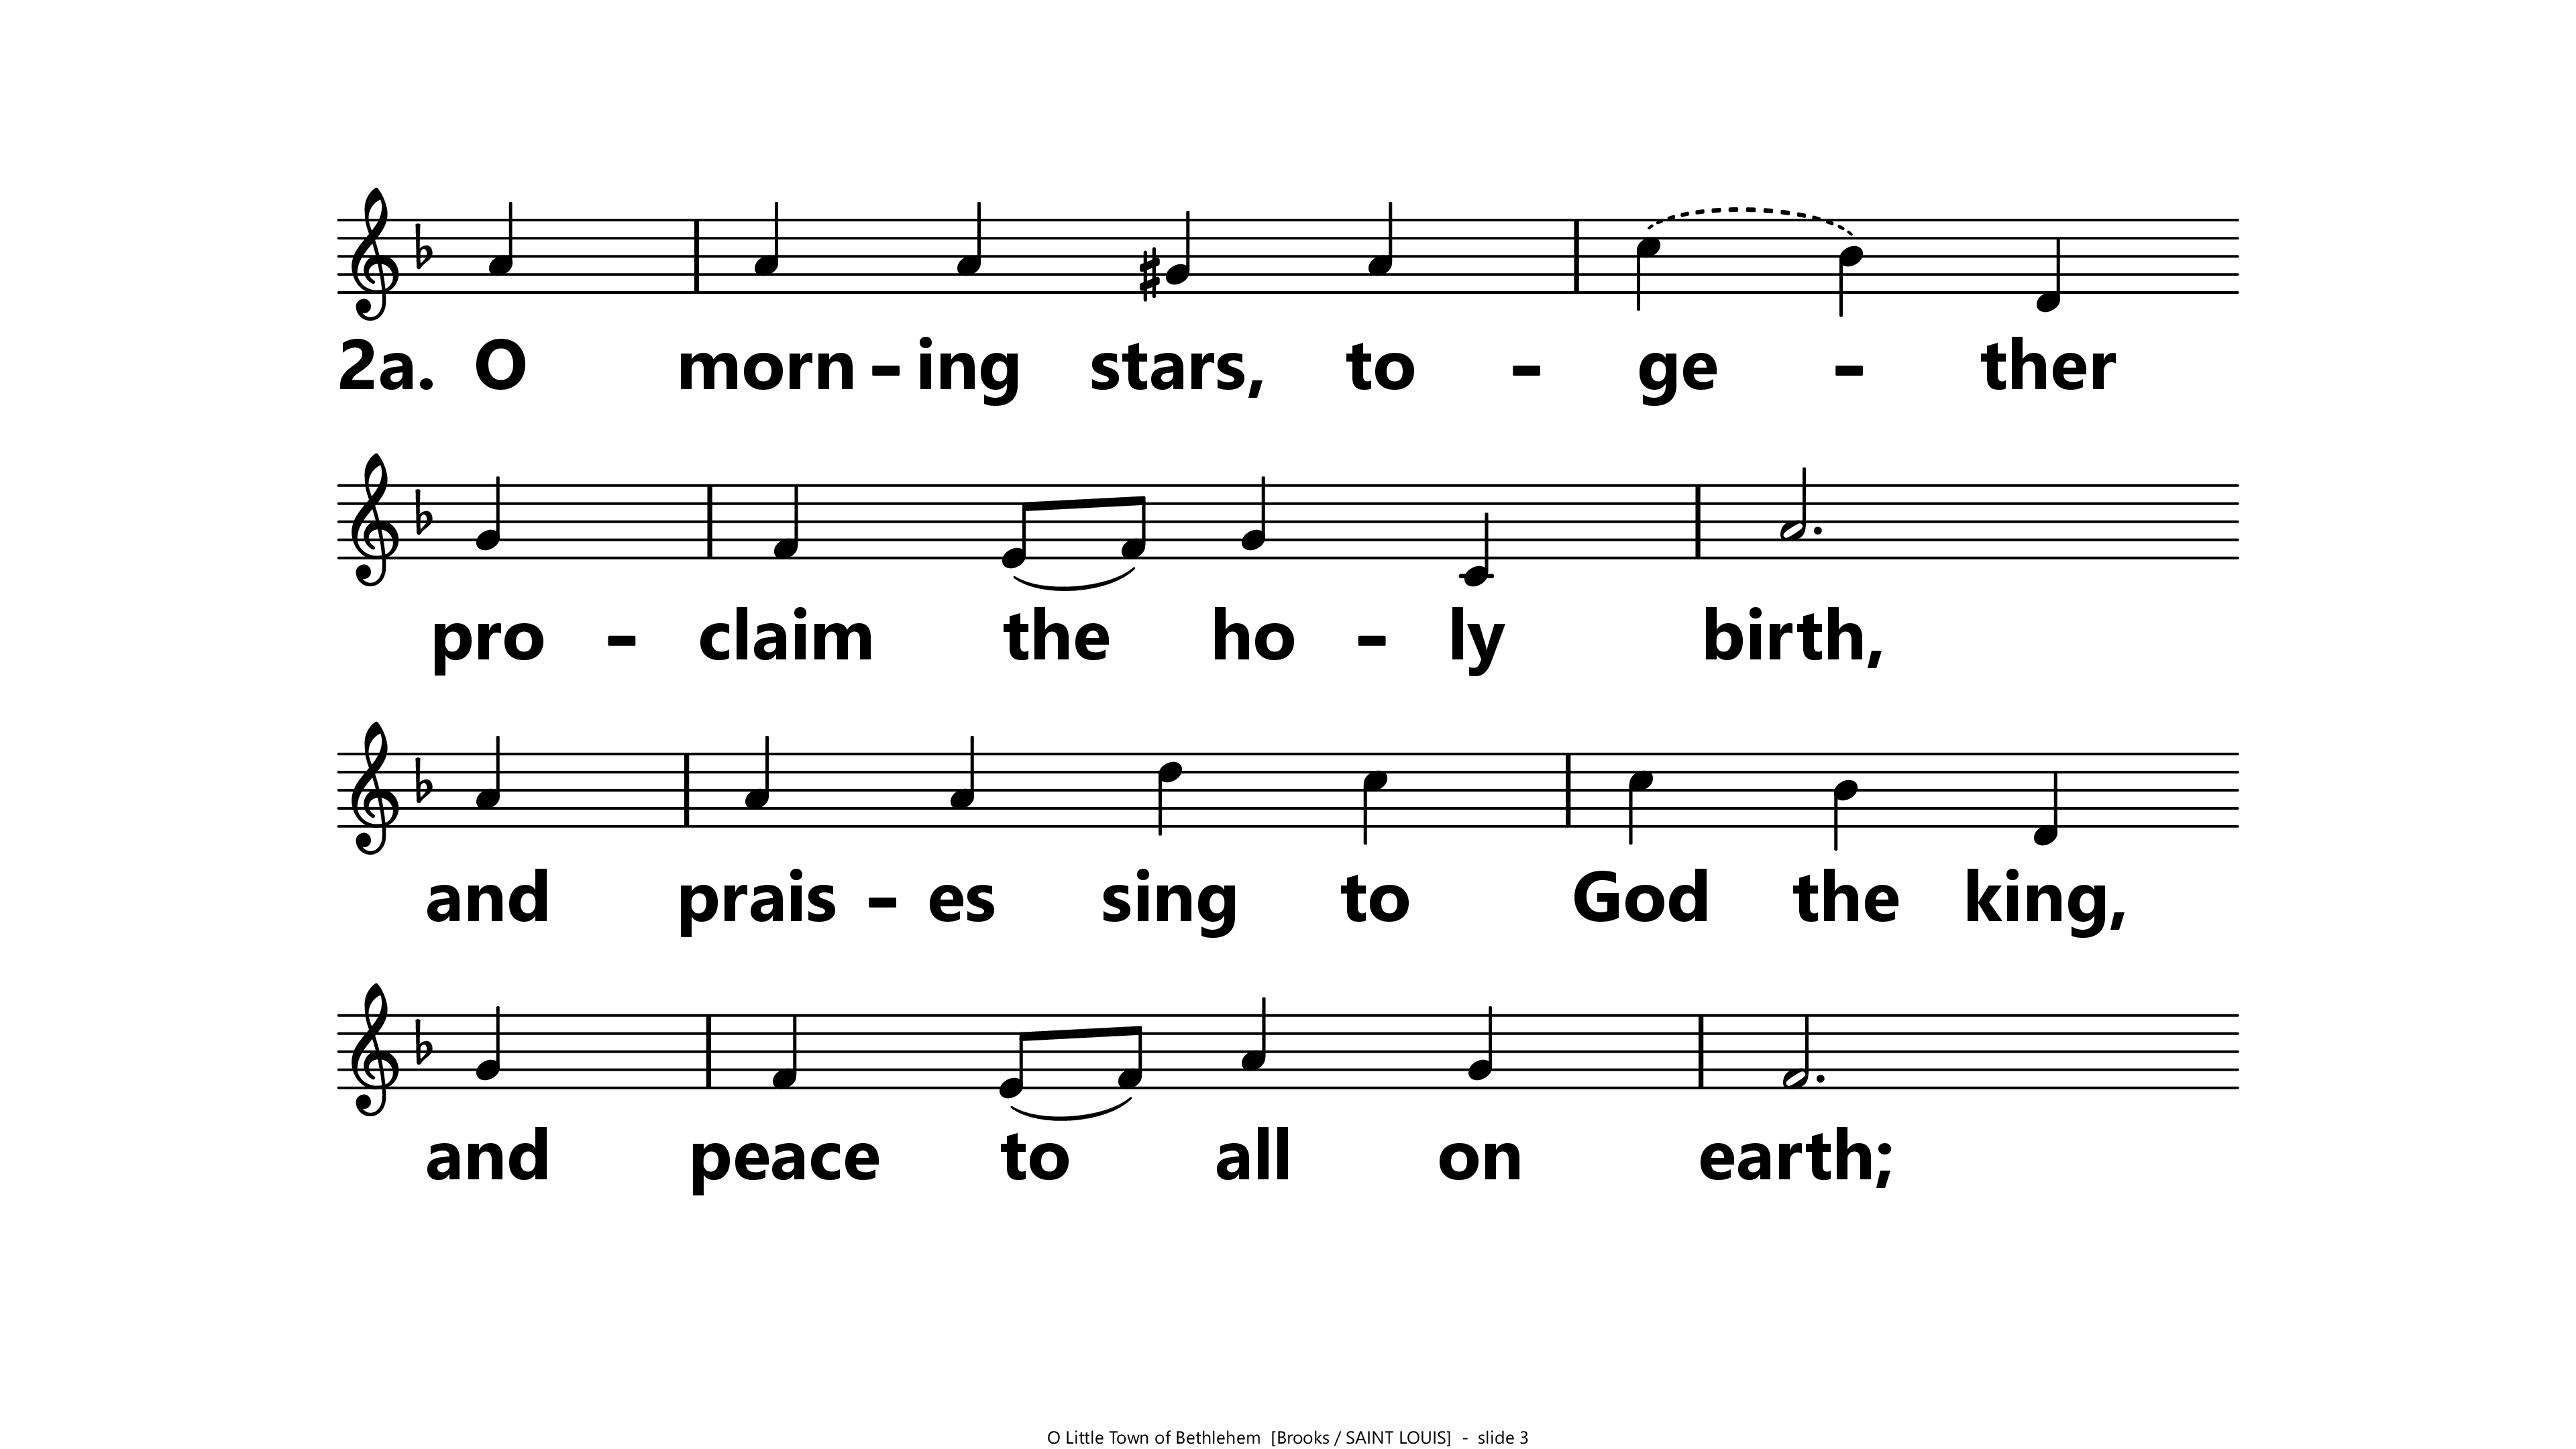 2a. O morn - ing stars, to - ge - ther
pro - claim the ho - ly birth,
and prais - es sing to God the king,
and peace to all on earth;
O Little Town of Bethlehem [Brooks / SAINT LOUIS] - slide 3